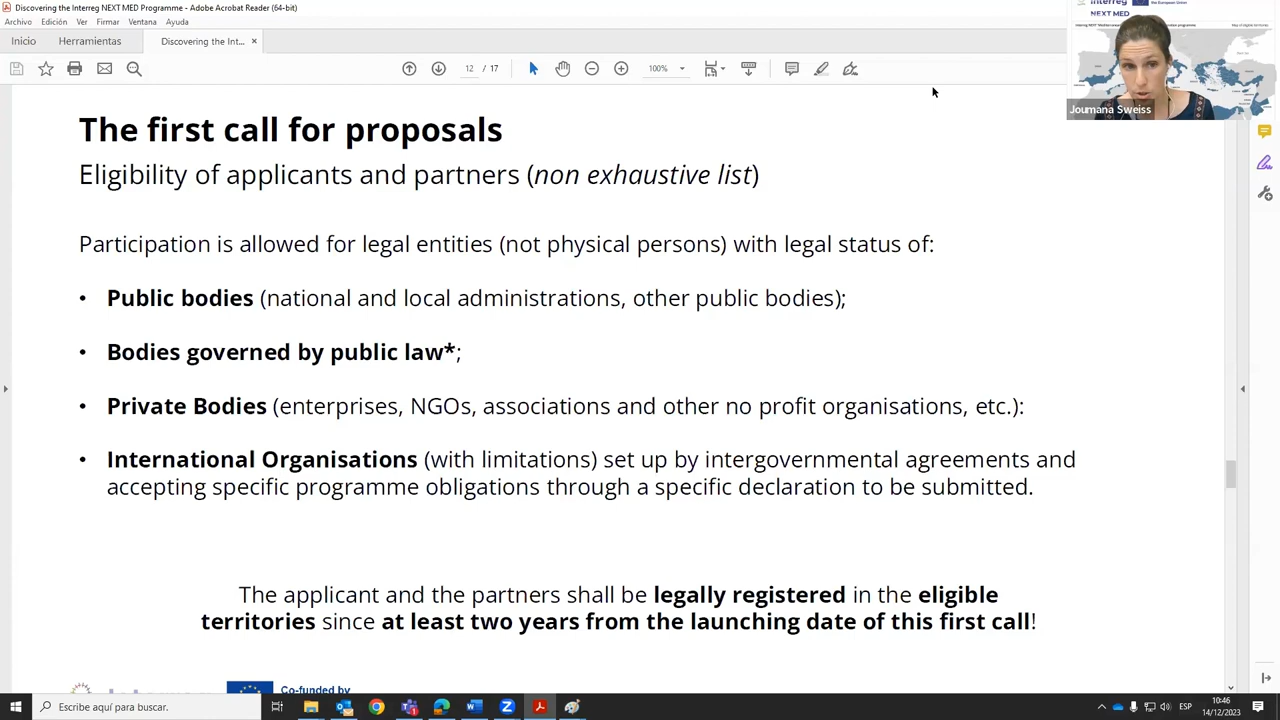 Discovering the Interreg NEXT MED Programme - Adobe Acrobat Reader (64-bit)
Archivo Edición Ver Firmar Ventana Ayuda
Inicio Herramientas Discovering the Int... ×
/ 17 100%
Interreg
the European Union
NEXT MED
Joumana Sweiss
The first call for proposals
Eligibility of applicants and partners (non exhaustive list)
Participation is allowed for legal entities (not physical persons) with legal status of:
• Public bodies (national and local administrations, other public bodies);
• Bodies governed by public law*;
• Private Bodies (enterprises, NGOs, associations and other no profit organisations, etc.):
• International Organisations (with limitations) set up by intergovernmental agreements and
accepting specific programme obligations through a specific declaration to be submitted.
The applicant and the partners shall be legally registered in the eligible
territories since at least two years from the launching date of this first call!
Co-funded by
Escribe aquí para buscar.
ESP
10:46
14/12/2023